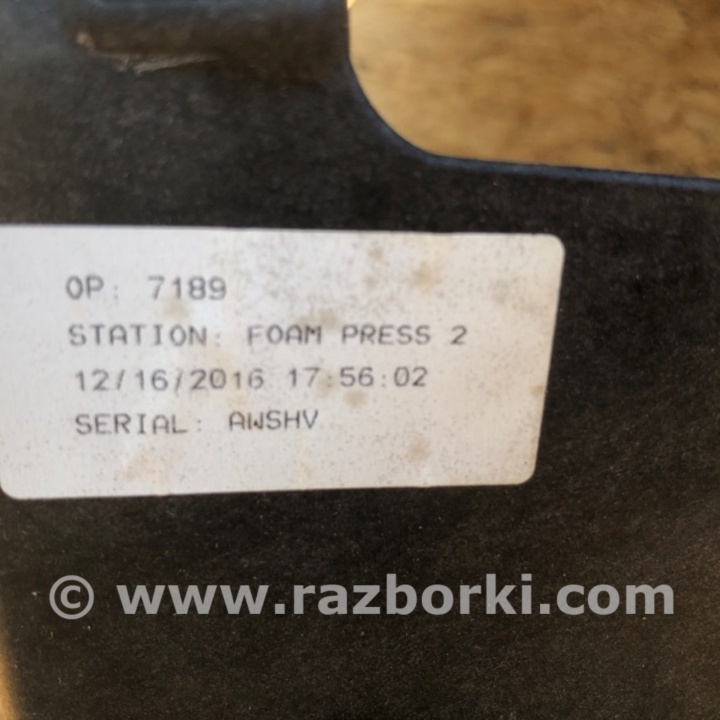 OP: 7189
STATION: FOAM PRESS 2
12/16/2016 17:56:02
SERIAL: AWSHV
© www.razborki.com